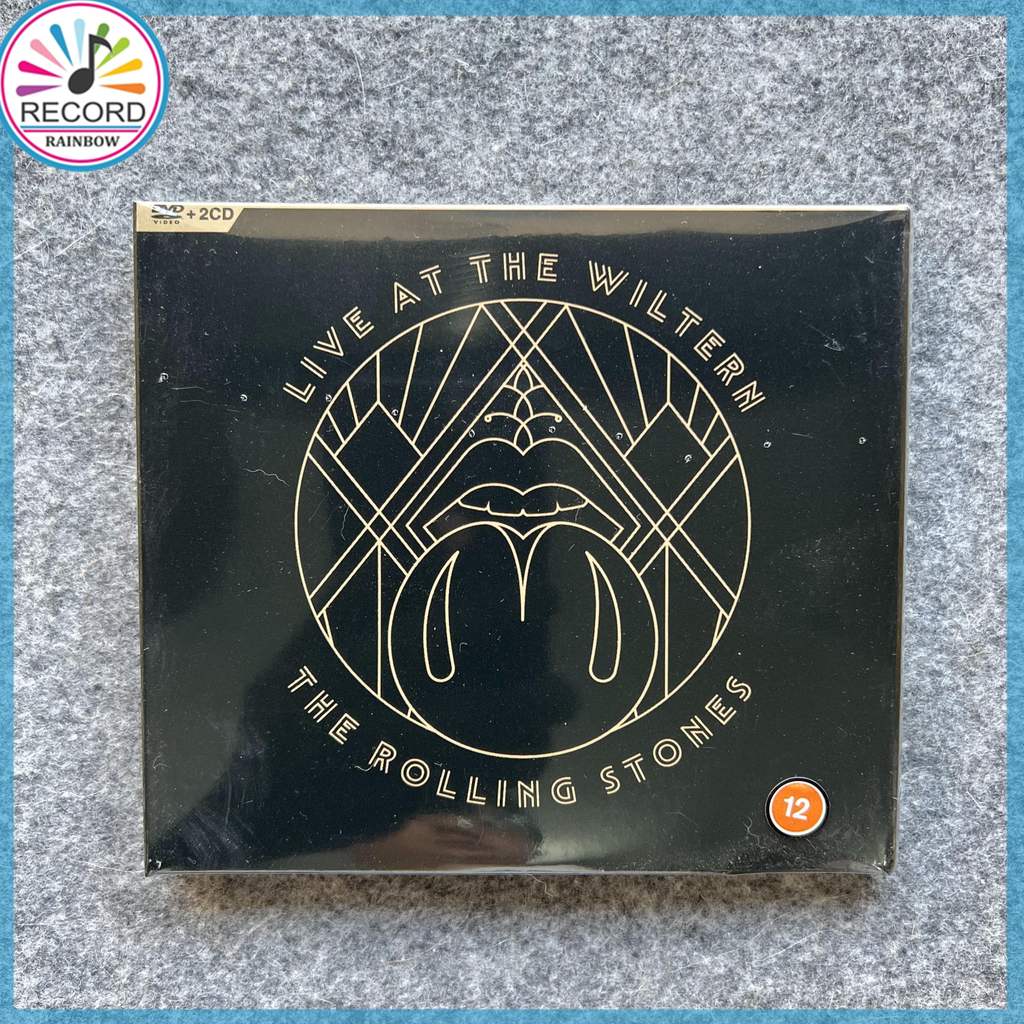 RECORD
RAINBOW
DVD
VIDEO
+ 2CD
LIVE AT THE WILTERN
THE ROLLING STONES
12